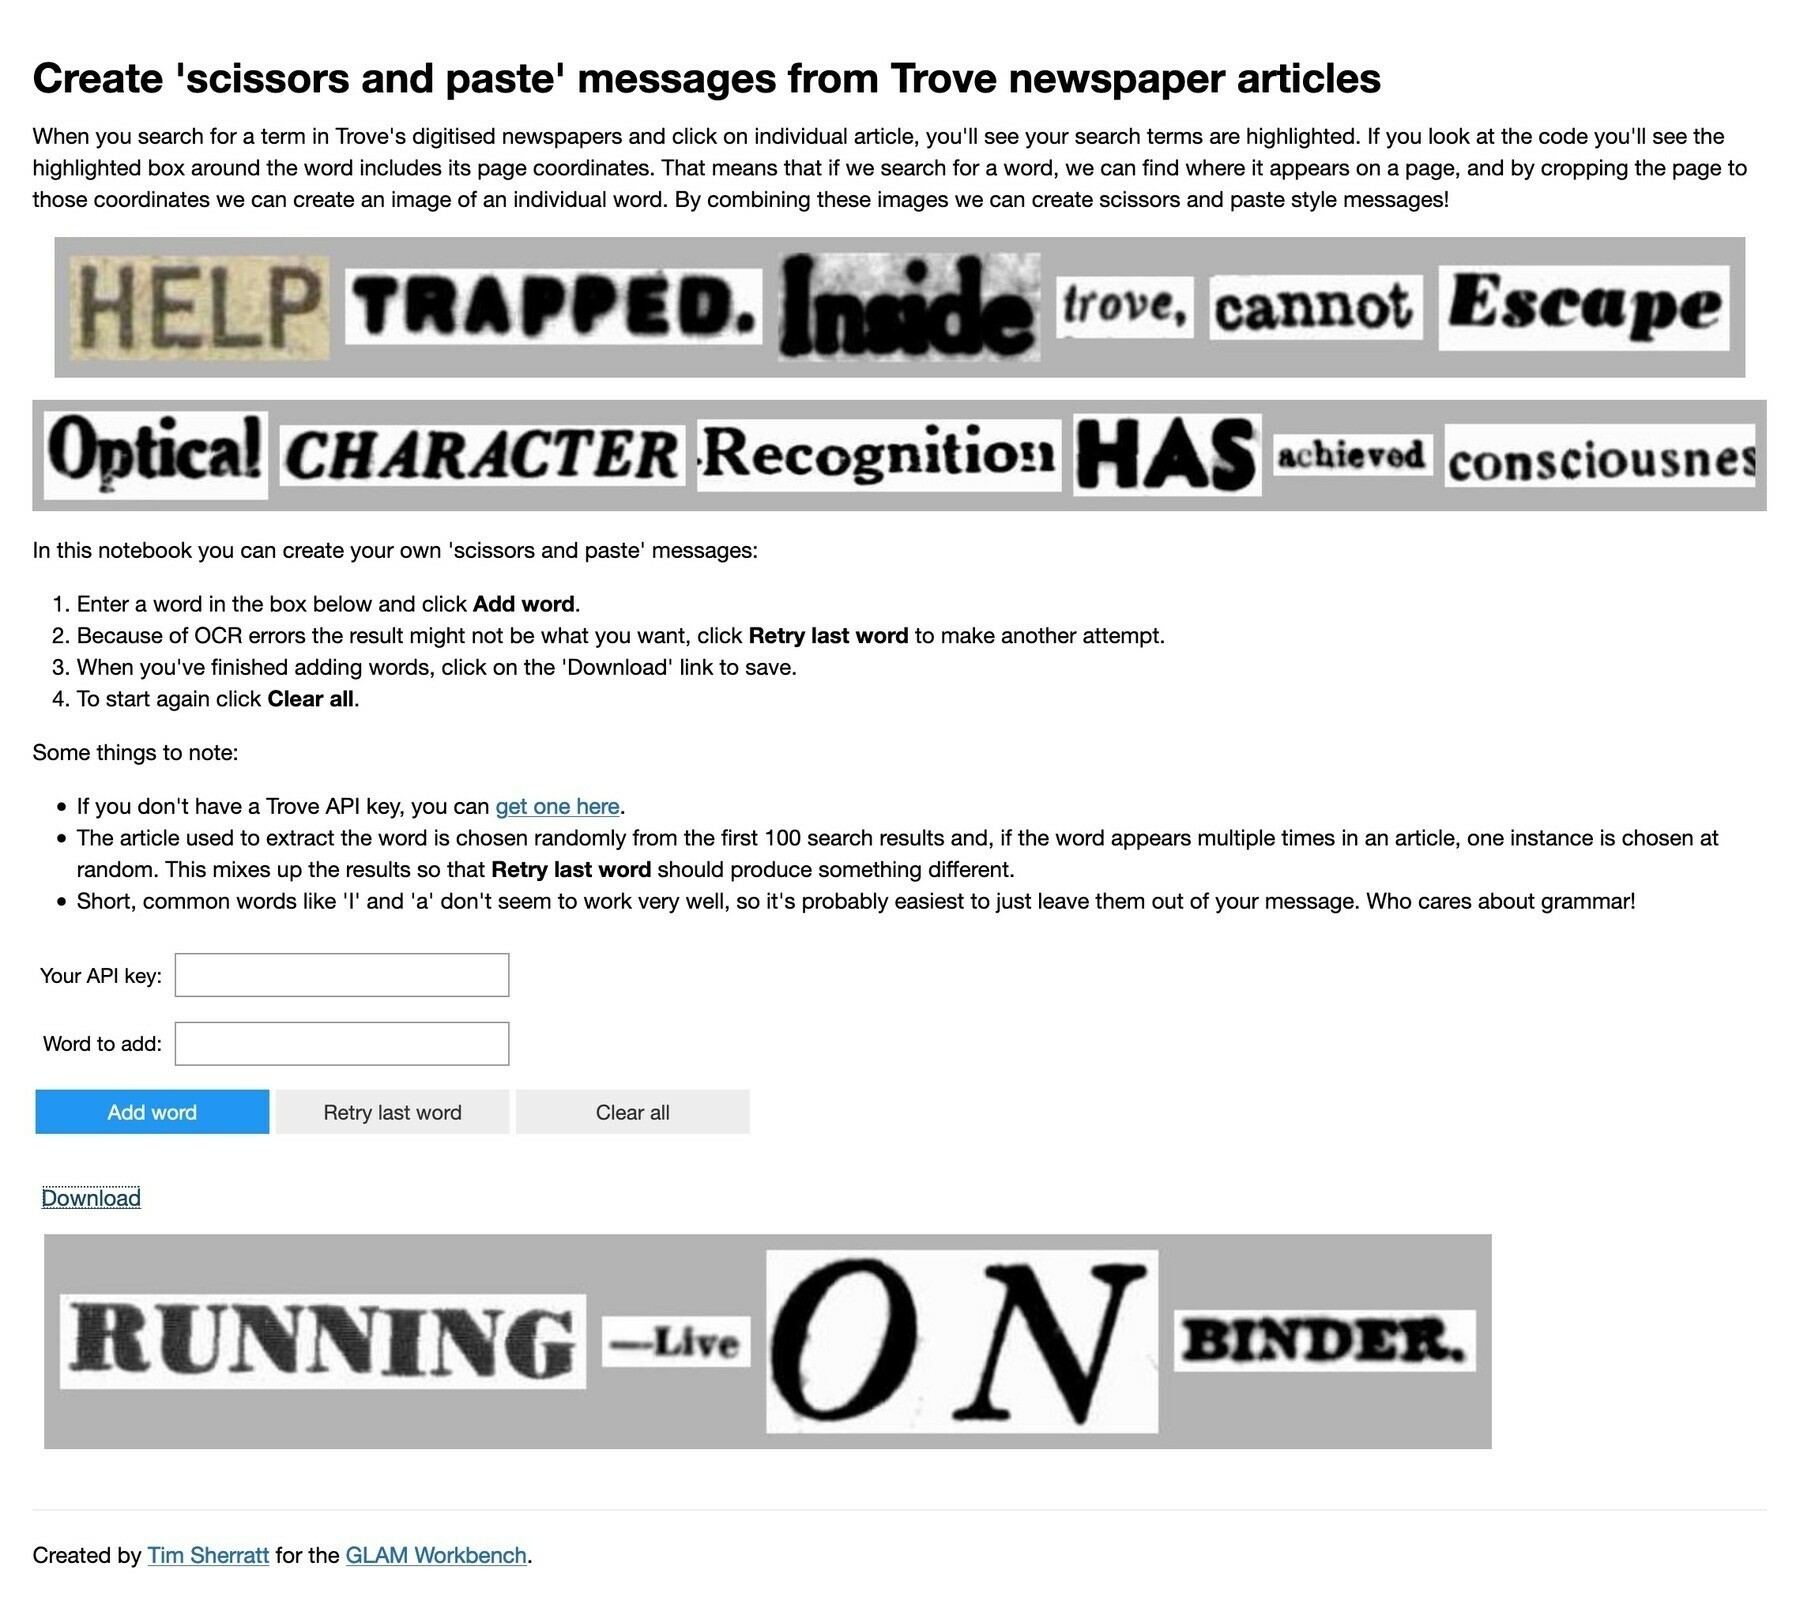 Create 'scissors and paste' messages from Trove newspaper articles
When you search for a term in Trove's digitised newspapers and click on individual article, you'll see your search terms are highlighted. If you look at the code you'll see the
highlighted box around the word includes its page coordinates. That means that if we search for a word, we can find where it appears on a page, and by cropping the page to
those coordinates we can create an image of an individual word. By combining these images we can create scissors and paste style messages!
HELP TRAPPED. Inside trove, cannot Escape
Optical CHARACTER Recognition HAS achieved consciousnes
In this notebook you can create your own 'scissors and paste' messages:
1. Enter a word in the box below and click Add word.
2. Because of OCR errors the result might not be what you want, click Retry last word to make another attempt.
3. When you've finished adding words, click on the 'Download' link to save.
4. To start again click Clear all.
Some things to note:
• If you don't have a Trove API key, you can get one here.
• The article used to extract the word is chosen randomly from the first 100 search results and, if the word appears multiple times in an article, one instance is chosen at
random. This mixes up the results so that Retry last word should produce something different.
• Short, common words like 'I' and 'a' don't seem to work very well, so it's probably easiest to just leave them out of your message. Who cares about grammar!
Your API key:
Word to add:
Add word Retry last word Clear all
Download
RUNNING —Live ON BINDER.
Created by Tim Sherratt for the GLAM Workbench.